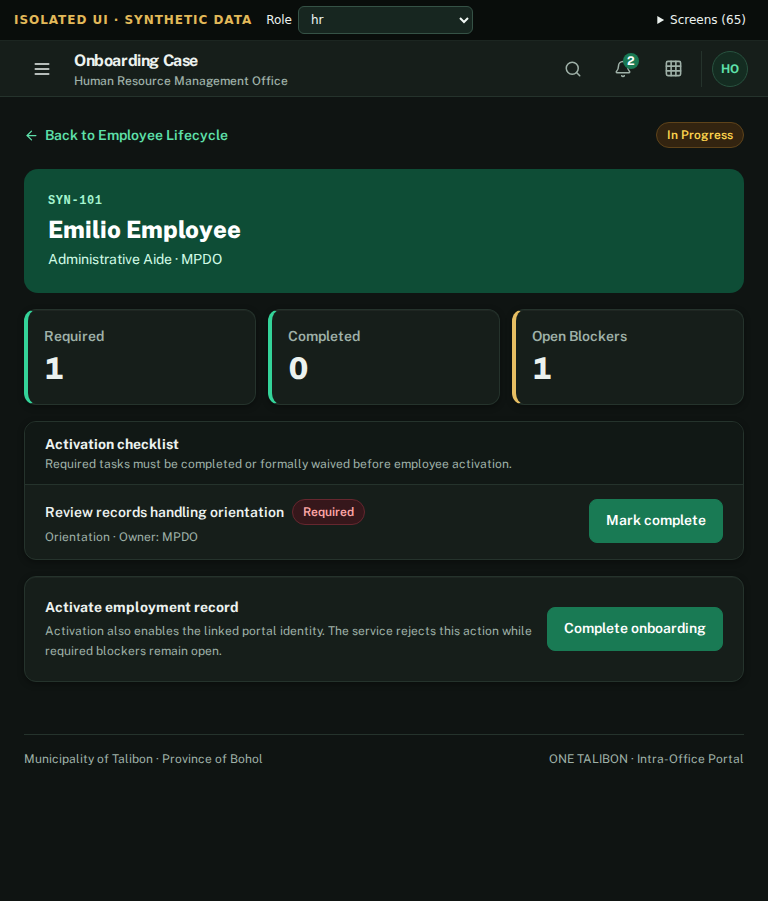 ISOLATED UI · SYNTHETIC DATA Role hr ▶ Screens (65)
Onboarding Case
Human Resource Management Office
2
HO
← Back to Employee Lifecycle
In Progress
SYN-101
Emilio Employee
Administrative Aide · MPDO
Required
1
Completed
0
Open Blockers
1
Activation checklist
Required tasks must be completed or formally waived before employee activation.
Review records handling orientation Required
Orientation · Owner: MPDO
Mark complete
Activate employment record
Activation also enables the linked portal identity. The service rejects this action while
required blockers remain open.
Complete onboarding
Municipality of Talibon · Province of Bohol
ONE TALIBON · Intra-Office Portal